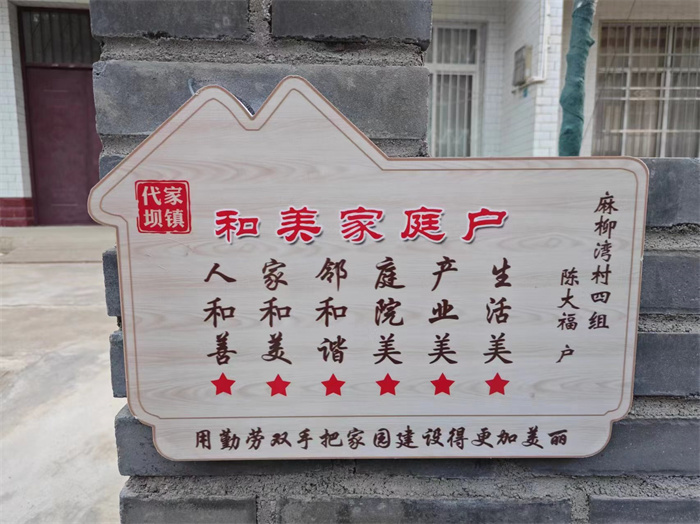 家镇
代坝
和美家庭户
麻柳湾村四组
陈大福 户
人和善
家和美
邻和谐
庭院美
产业美
生活美
用勤劳双手把家园建设得更加美丽